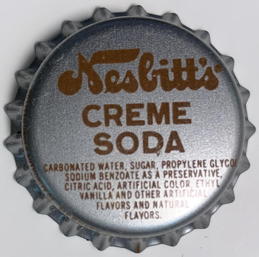 Nesbitt's
CREME
SODA
CARBONATED WATER, SUGAR, PROPYLENE GLYCO
SODIUM BENZOATE AS A PRESERVATIVE,
CITRIC ACID, ARTIFICIAL COLOR, ETHYL
VANILLA AND OTHER ARTIFICIAL
FLAVORS AND NATURAL
FLAVORS.